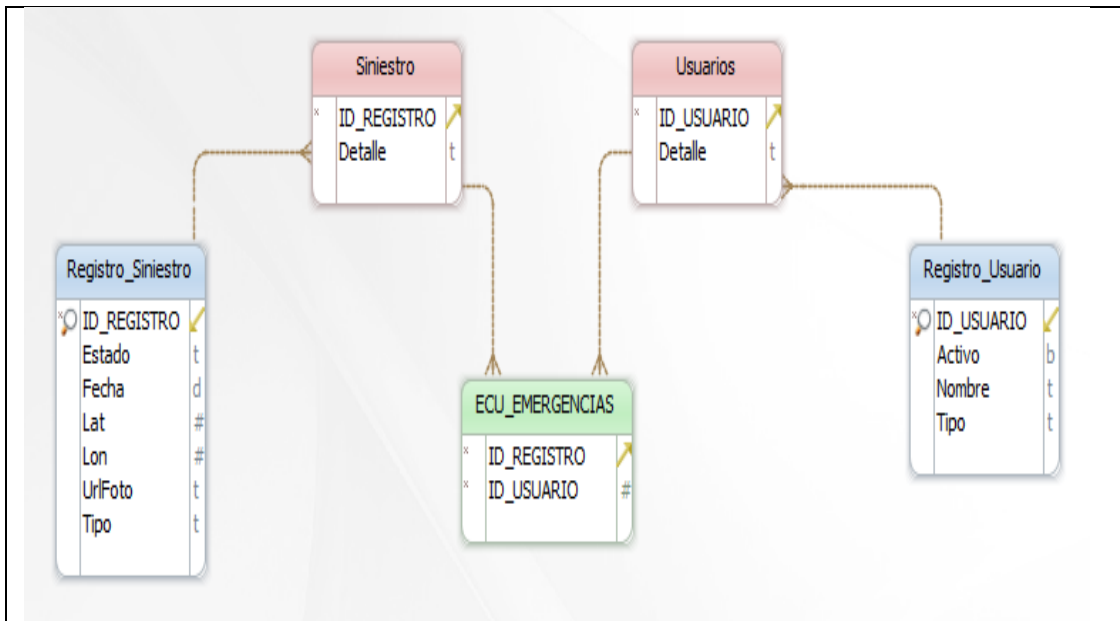 Siniestro
ID_REGISTRO
Detalle t
Usuarios
ID_USUARIO
Detalle t
Registro_Siniestro
ID_REGISTRO
Estado t
Fecha d
Lat #
Lon #
UrlFoto t
Tipo t
Registro_Usuario
ID_USUARIO
Activo b
Nombre t
Tipo t
ECU_EMERGENCIAS
ID_REGISTRO
ID_USUARIO #